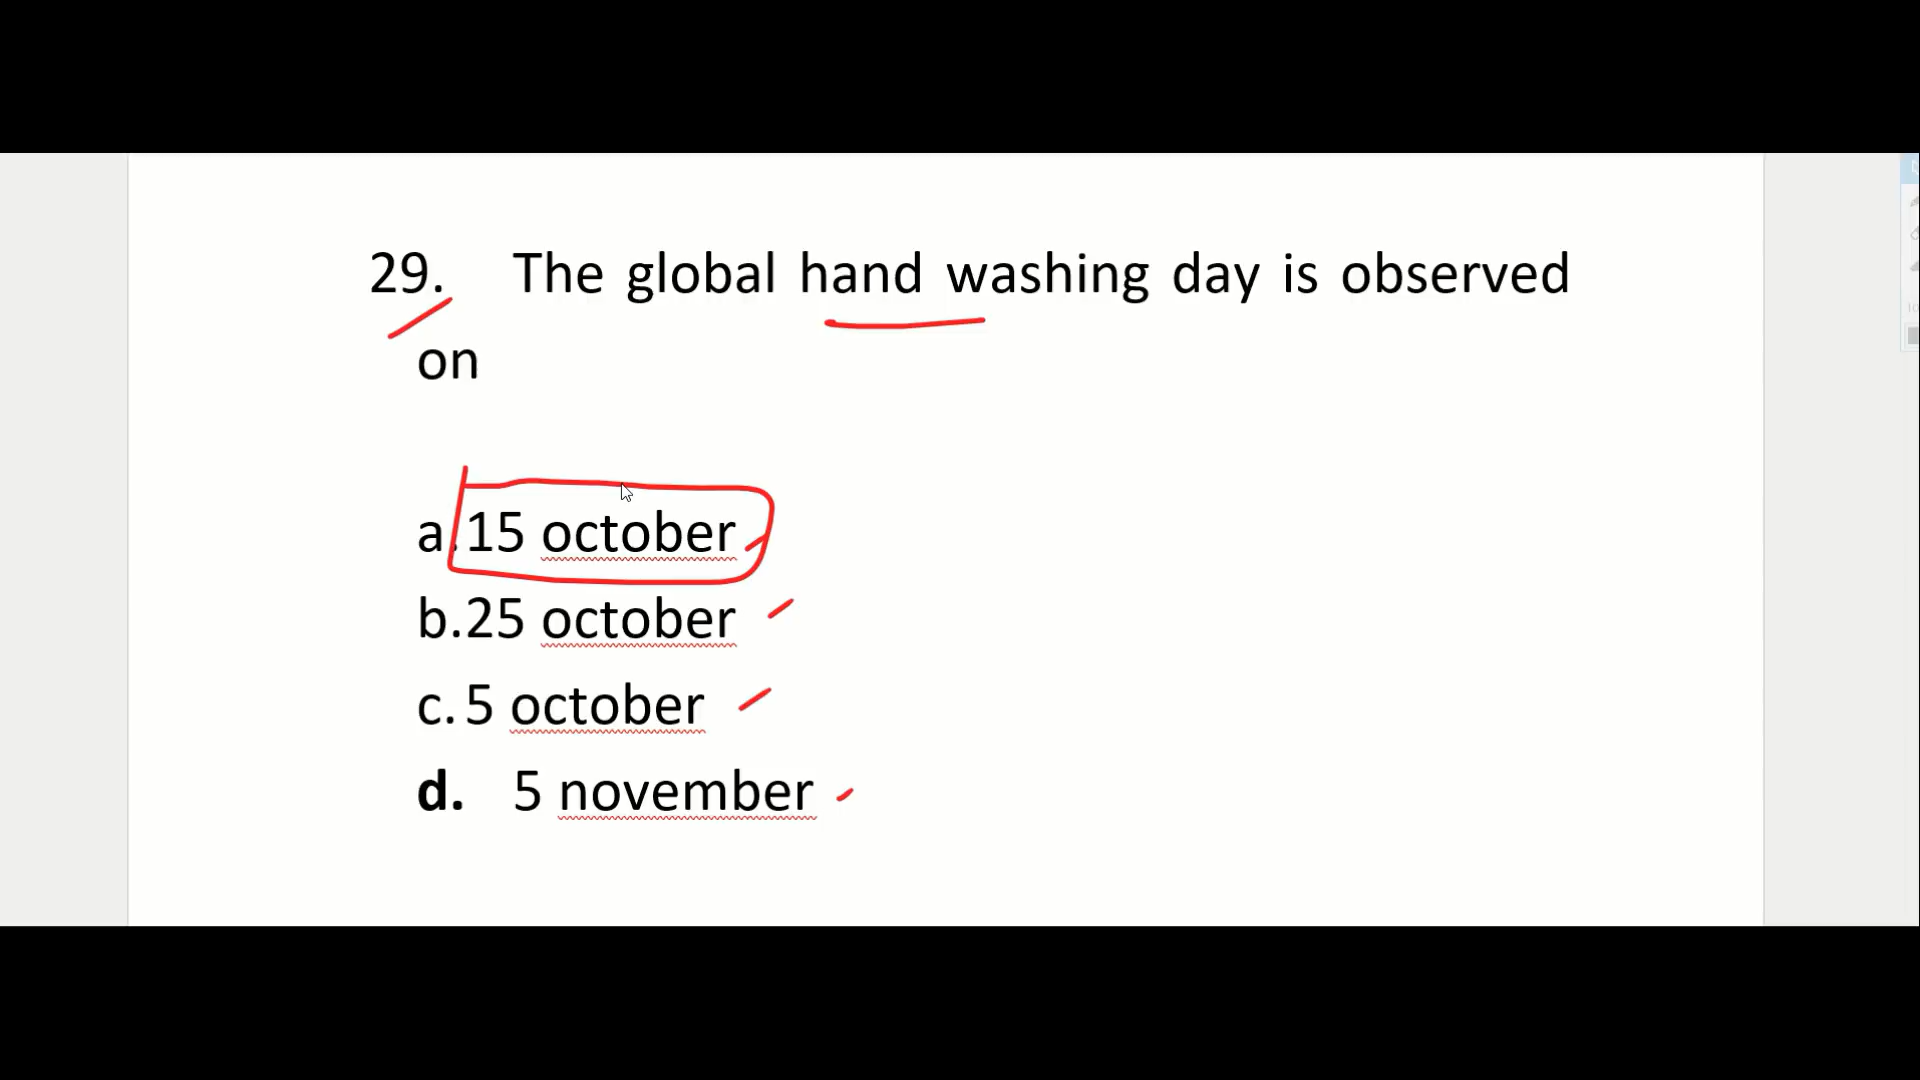 29. The global hand washing day is observed
on
a. 15 october
b. 25 october
c. 5 october
d. 5 november